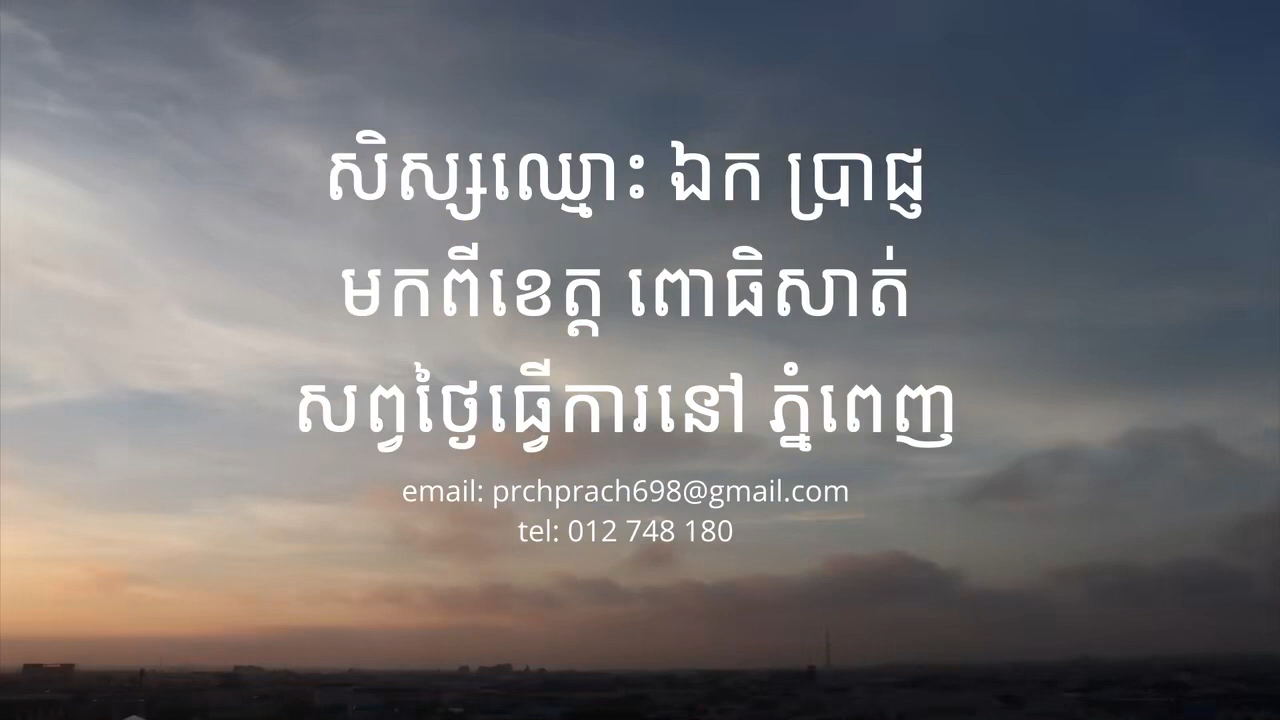 សិស្សឈ្មោះ ឯក ប្រាជ្ញ
មកពីខេត្ត ពោធិសាត់
សព្វថ្ងៃធ្វើការនៅ ភ្នំពេញ
email: prchprach698@gmail.com
tel: 012 748 180